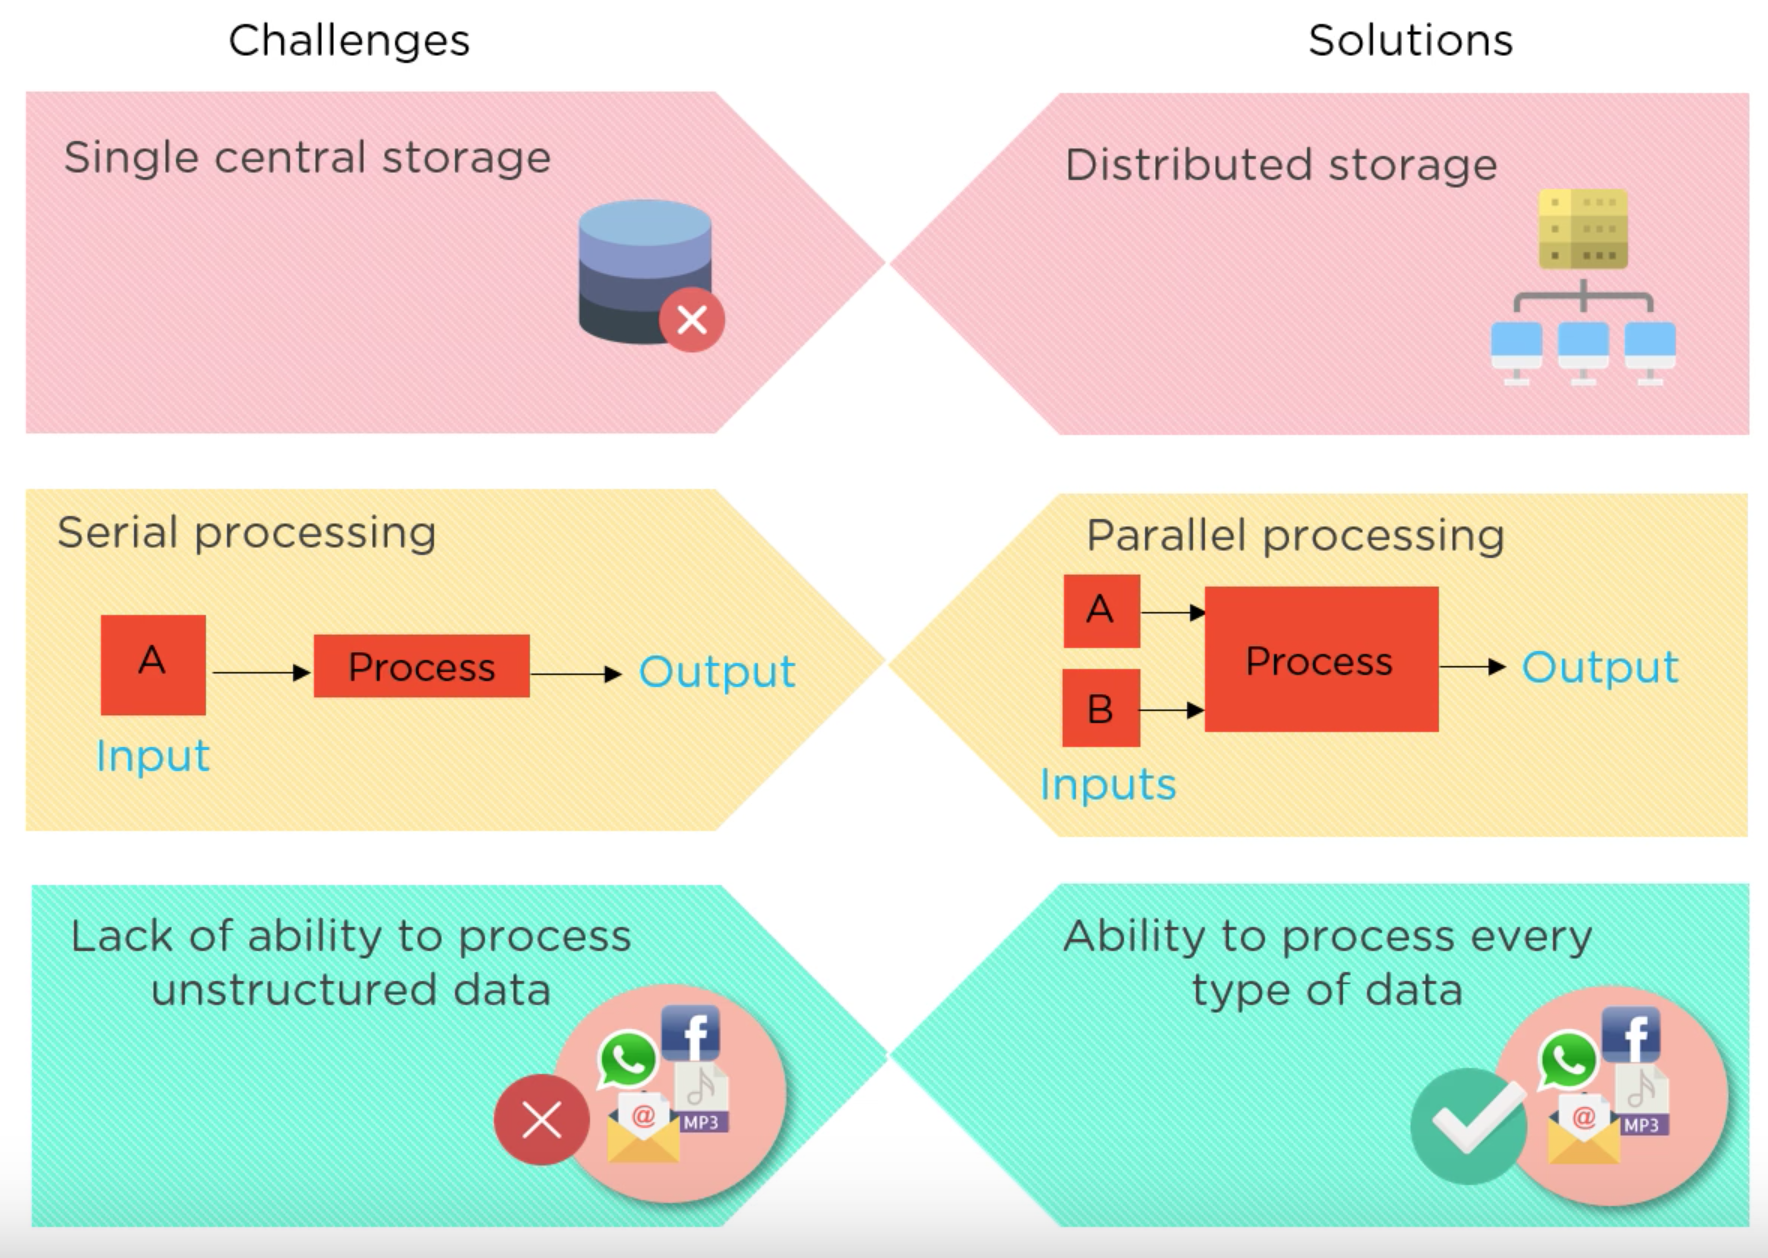 Challenges
Solutions
Single central storage
Distributed storage
Serial processing
A
Process
Output
Input
Parallel processing
A
B
Process
Output
Inputs
Lack of ability to process
unstructured data
f
@
MP3
Ability to process every
type of data
f
@
MP3